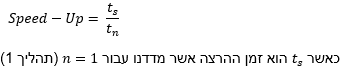 Speed − Up = t_s / t_n
כאשר t_s הוא זמן ההרצה אשר מדדנו עבור n = 1 (תהליך 1)